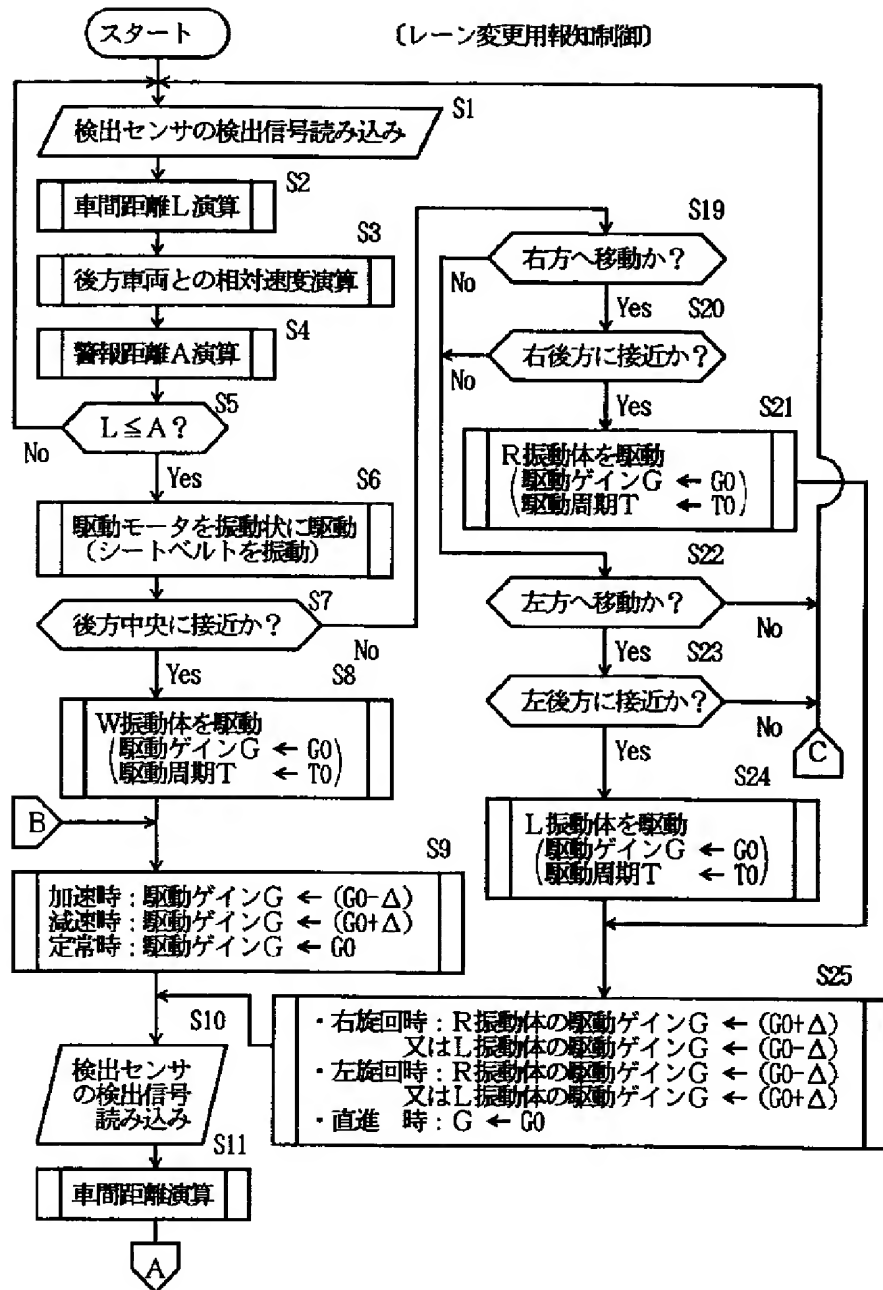 スタート
〔レーン変更用報知制御〕
S1
検出センサの検出信号読み込み
S2
車間距離L演算
S3
後方車両との相対速度演算
S4
警報距離A演算
S5
L≦A?
No
Yes
S6
駆動モータを振動状に駆動
(シートベルトを振動)
S7
後方中央に接近か?
No
Yes
S8
W振動体を駆動
(駆動ゲインG ← G0
駆動周期T ← T0)
B
S9
加速時:駆動ゲインG ← (G0-Δ)
減速時:駆動ゲインG ← (G0+Δ)
定常時:駆動ゲインG ← G0
S10
検出センサ
の検出信号
読み込み
S11
車間距離演算
A
S19
右方へ移動か?
No
Yes
S20
右後方に接近か?
No
Yes
S21
R振動体を駆動
(駆動ゲインG ← G0
駆動周期T ← T0)
S22
左方へ移動か?
No
Yes
S23
左後方に接近か?
No
Yes
C
S24
L振動体を駆動
(駆動ゲインG ← G0
駆動周期T ← T0)
S25
・右旋回時:R振動体の駆動ゲインG ← (G0+Δ)
又はL振動体の駆動ゲインG ← (G0-Δ)
・左旋回時:R振動体の駆動ゲインG ← (G0-Δ)
又はL振動体の駆動ゲインG ← (G0+Δ)
・直進 時:G ← G0